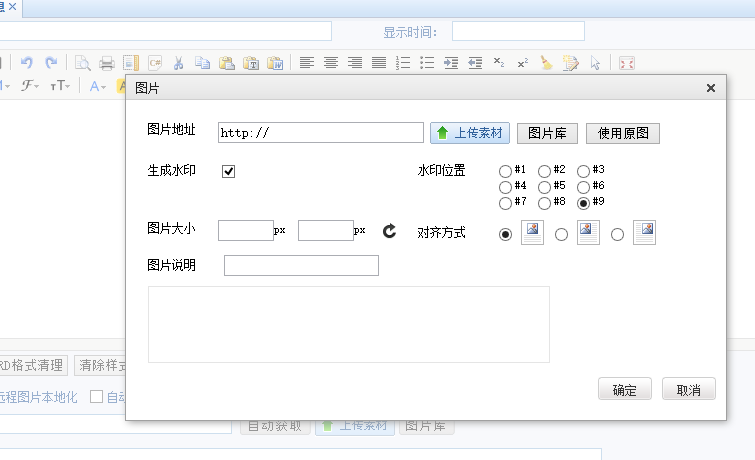 显示时间:
图片
图片地址 http:// 上传素材 图片库 使用原图
生成水印 水印位置 #1 #2 #3
#4 #5 #6
#7 #8 #9
图片大小 px px 对齐方式
图片说明
确定 取消
RD格式清理 清除样式
远程图片本地化 自动
自动获取 上传素材 图片库